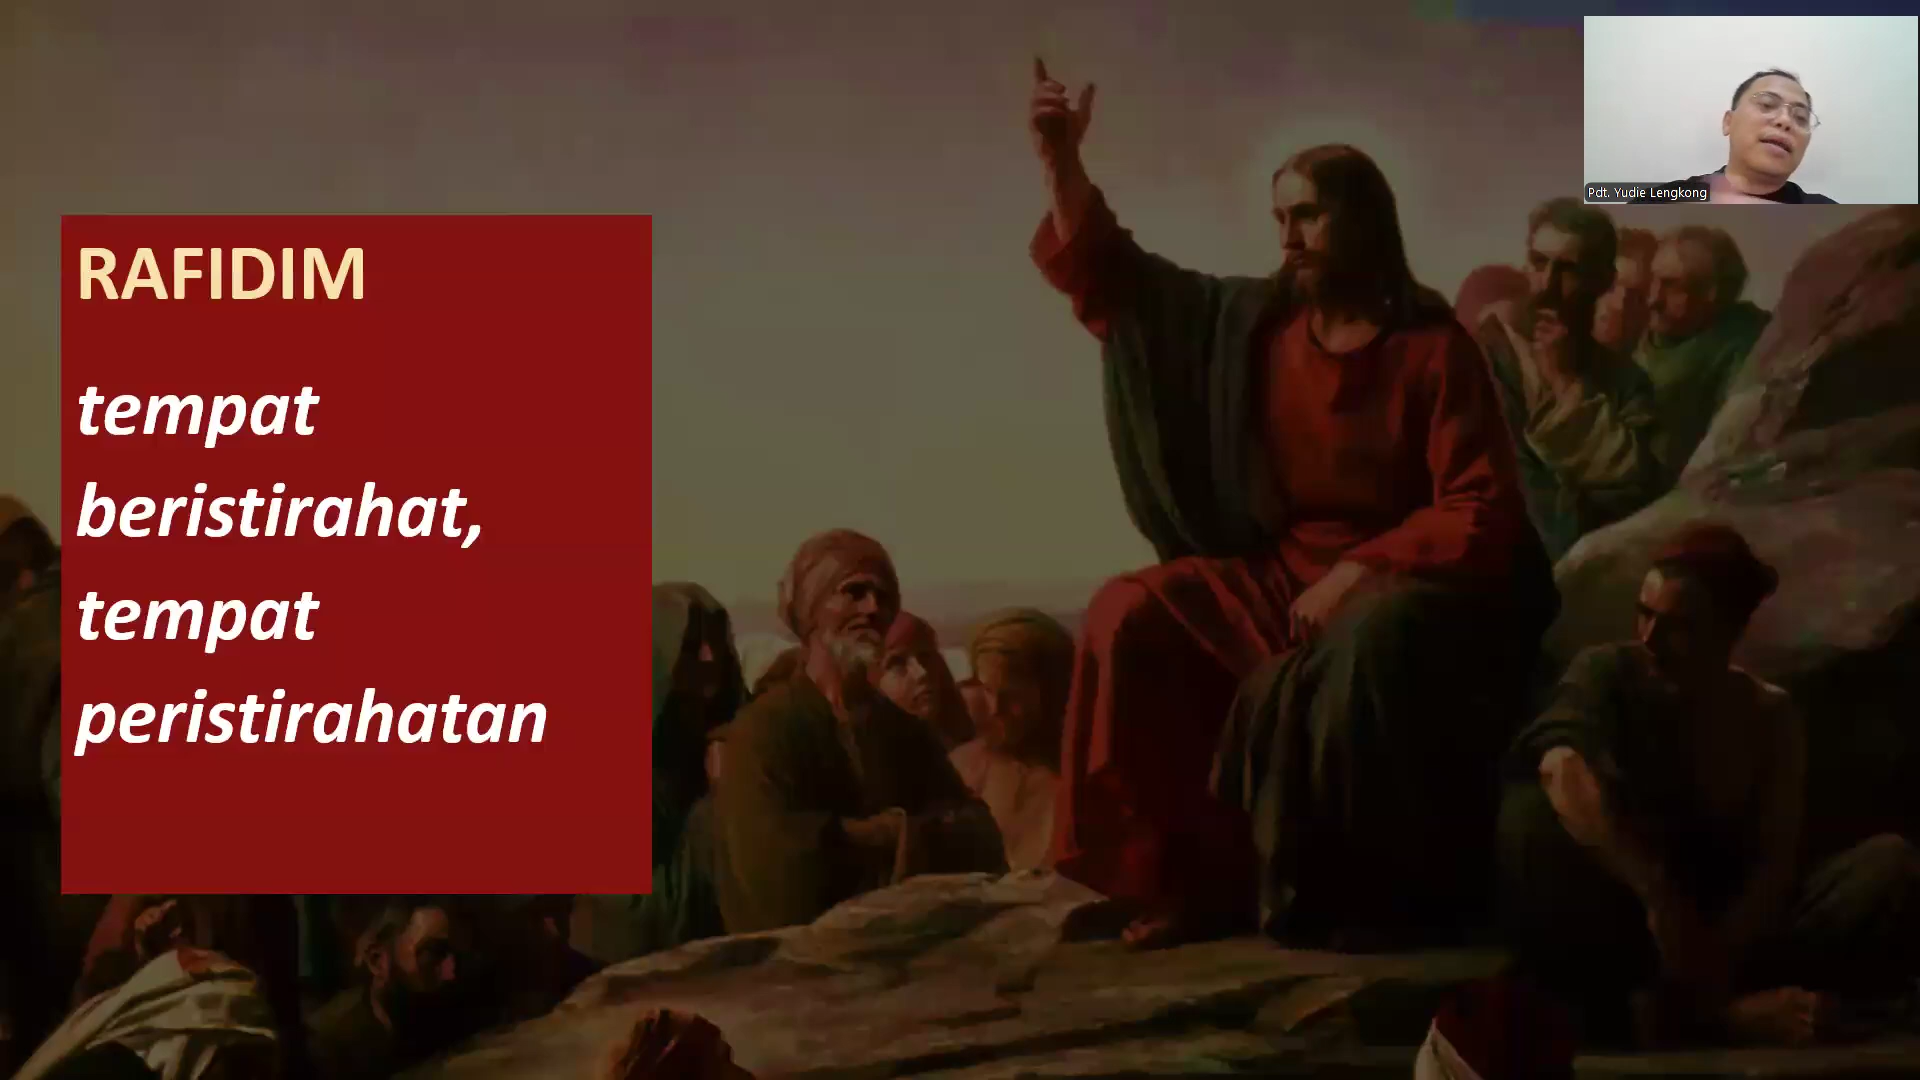 RAFIDIM
tempat
beristirahat,
tempat
peristirahatan
Pdt. Yudie Lengkong